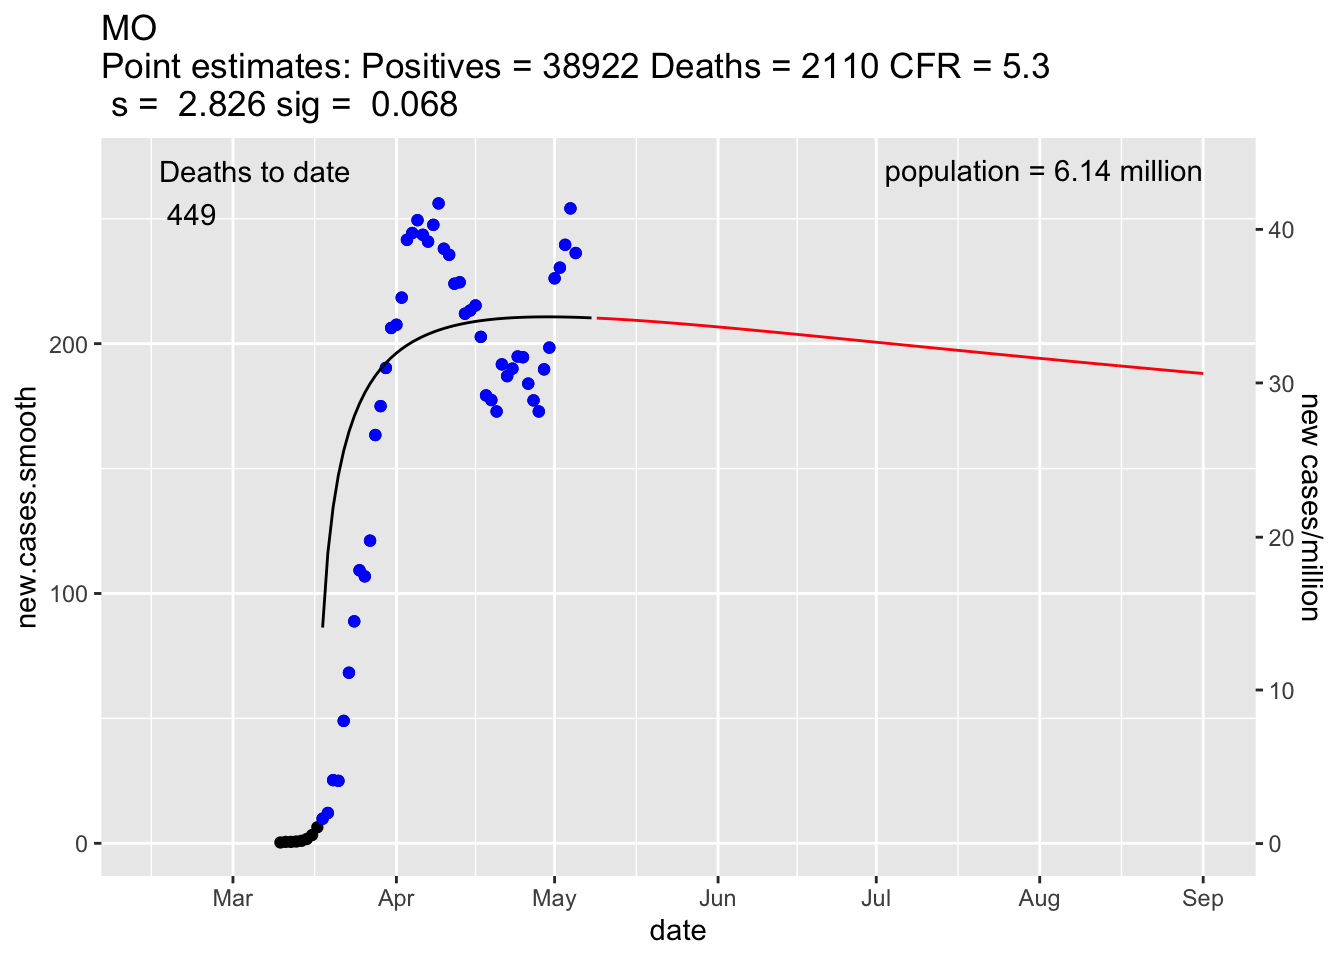 MO
Point estimates: Positives = 38922 Deaths = 2110 CFR = 5.3
s = 2.826 sig = 0.068
Deaths to date
449
population = 6.14 million
new.cases.smooth
200
100
0
40
30
20
10
0
new cases/million
Mar Apr May Jun Jul Aug Sep
date